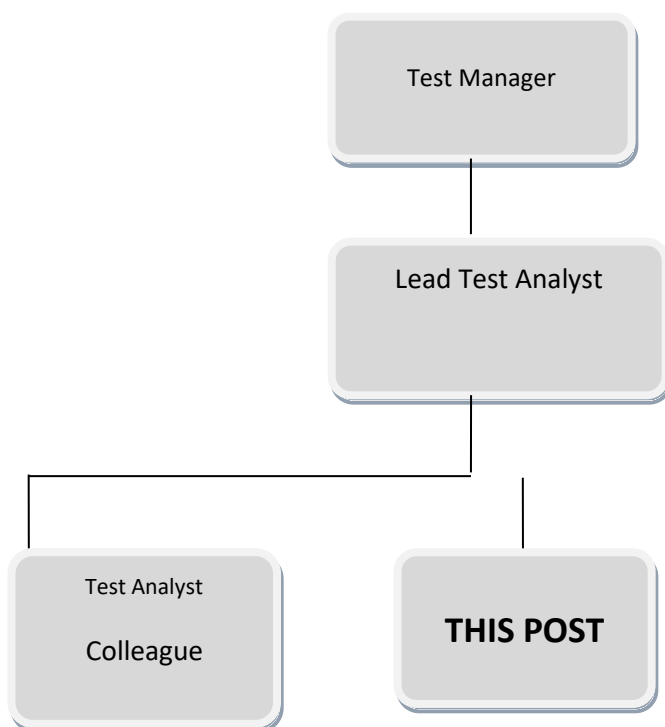 Test Manager
Lead Test Analyst
Test Analyst
Colleague
THIS POST